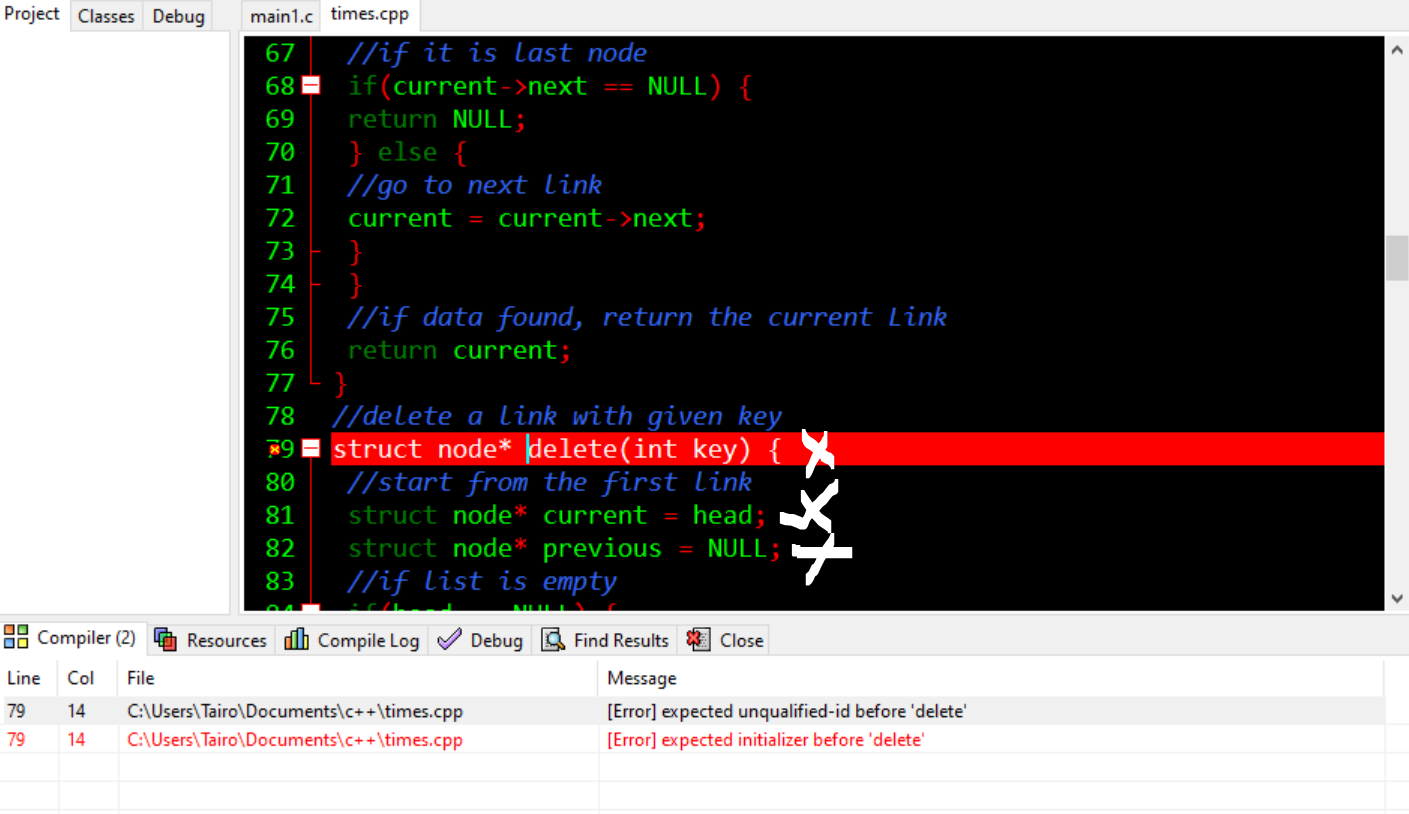 Project Classes Debug main1.c times.cpp
67 //if it is last node
68 if(current->next == NULL) {
69 return NULL;
70 } else {
71 //go to next link
72 current = current->next;
73 }
74 }
75 //if data found, return the current Link
76 return current;
77 }
78 //delete a link with given key
79 struct node* delete(int key) {
80 //start from the first link
81 struct node* current = head;
82 struct node* previous = NULL;
83 //if list is empty
Compiler (2) Resources Compile Log Debug Find Results Close
Line Col File Message
79 14 C:\Users\Tairo\Documents\c++\times.cpp [Error] expected unqualified-id before 'delete'
79 14 C:\Users\Tairo\Documents\c++\times.cpp [Error] expected initializer before 'delete'